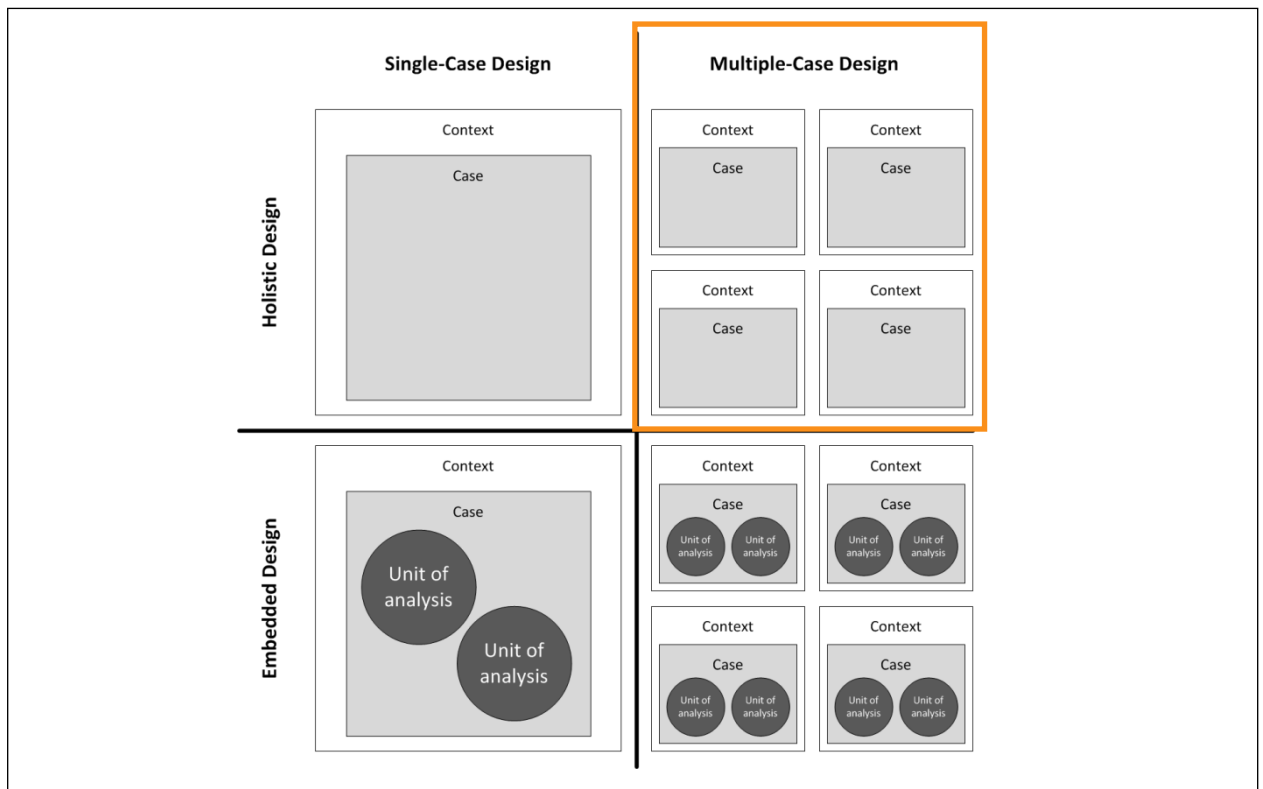 Single-Case Design
Multiple-Case Design
Holistic Design
Context
Case
Context
Case
Context
Case
Context
Case
Context
Case
Embedded Design
Context
Case
Unit of
analysis
Unit of
analysis
Context
Case
Unit of
analysis
Unit of
analysis
Context
Case
Unit of
analysis
Unit of
analysis
Context
Case
Unit of
analysis
Unit of
analysis
Context
Case
Unit of
analysis
Unit of
analysis